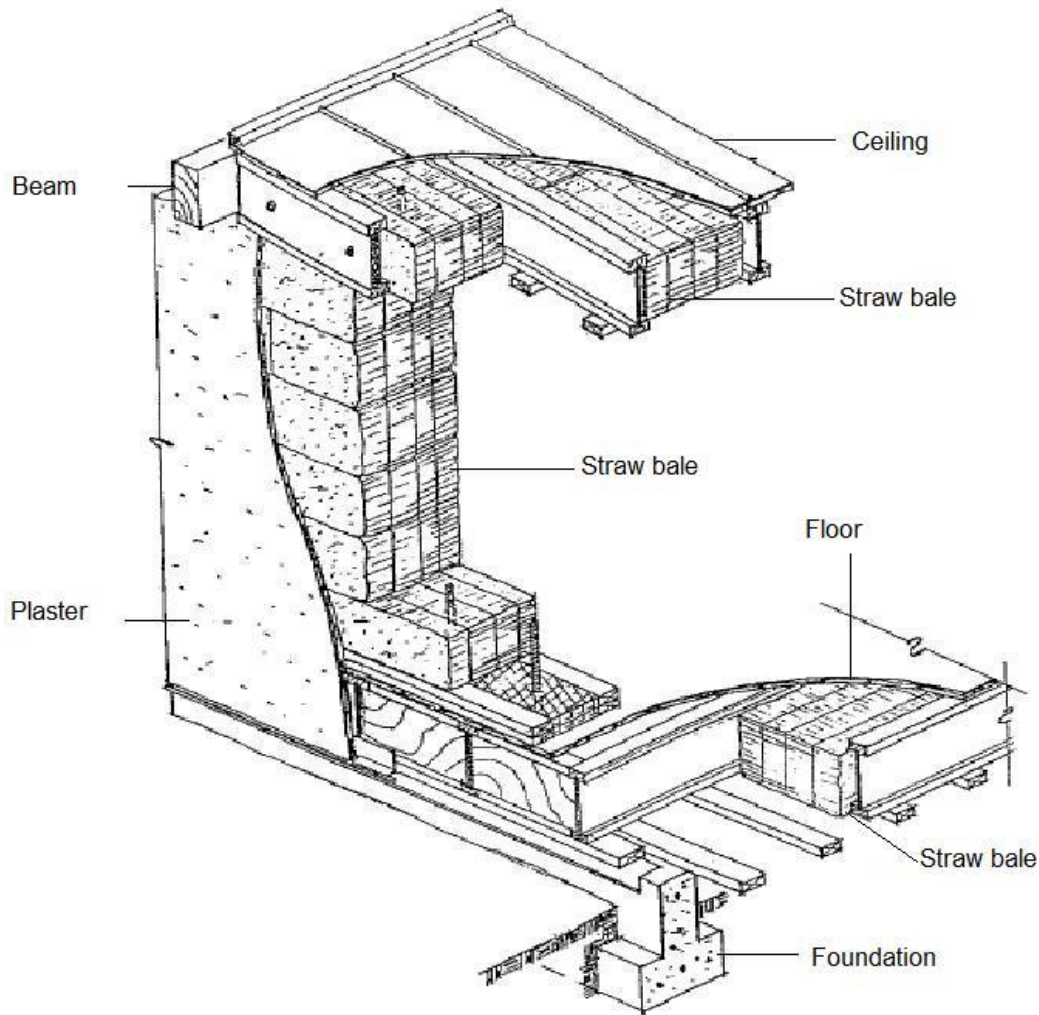 Ceiling
Beam
Straw bale
Straw bale
Floor
Plaster
Straw bale
Foundation